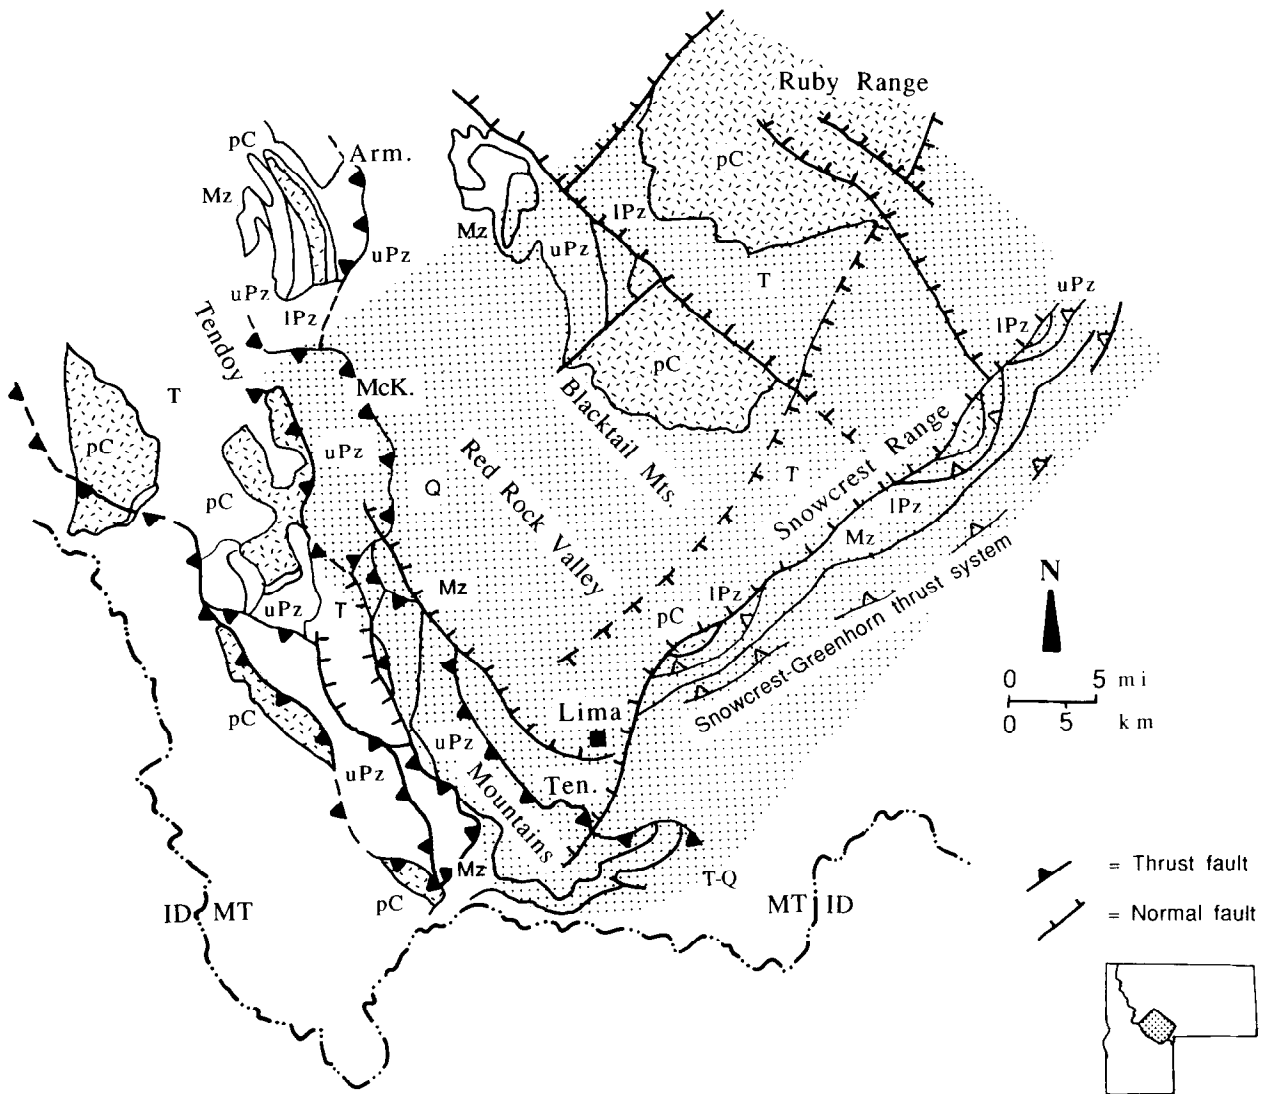 Ruby Range
pC
Arm.
pC
Mz
lPz
Mz
uPz
uPz
T
uPz
uPz
lPz
lPz
Tendoy
T
McK.
pC
Blacktail Mts.
pC
uPz
Red Rock Valley
Q
T
Snowcrest Range
pC
lPz
Mz
Snowcrest-Greenhorn thrust system
Mz
lPz
uPz
T
pC
N
0 5 mi
0 5 km
Lima
pC
uPz
uPz
Mountains
Ten.
Mz
T-Q
pC
ID MT
MT ID
= Thrust fault
= Normal fault